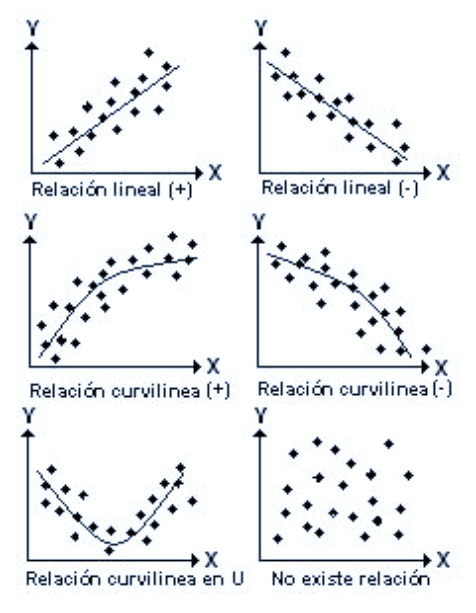 Y Y
X X
Relación lineal (+) Relación lineal (-)
Y Y
X X
Relación curvilinea (+) Relación curvilinea (-)
Y Y
X X
Relación curvilinea en U No existe relación